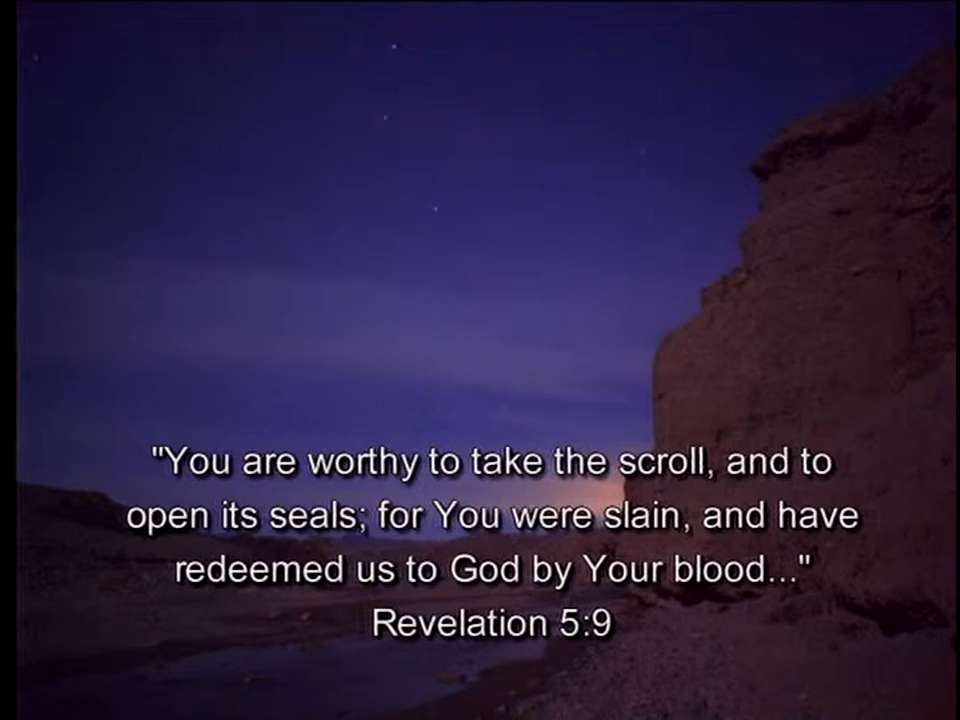 "You are worthy to take the scroll, and to
open its seals; for You were slain, and have
redeemed us to God by Your blood..."
Revelation 5:9